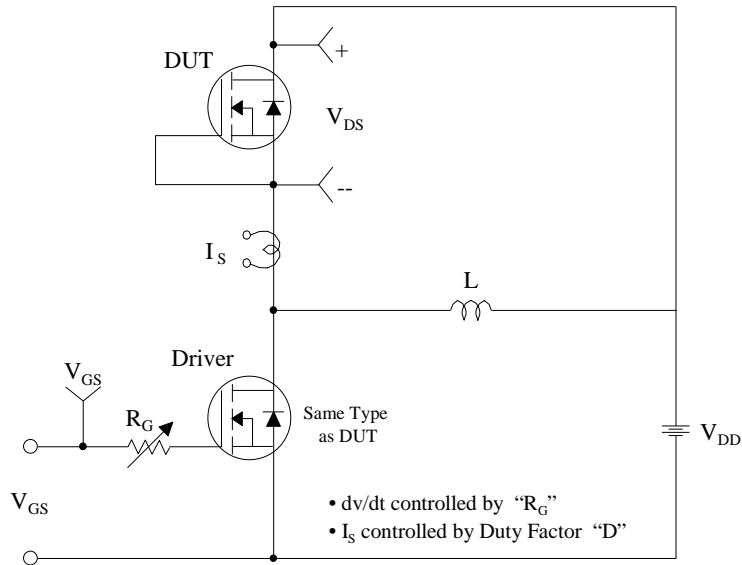 DUT
+
V_DS
--
I_S
L
Driver
V_GS
R_G
Same Type
as DUT
V_DD
V_GS
• dv/dt controlled by “R_G”
• I_S controlled by Duty Factor “D”